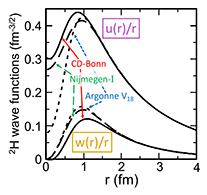 ²H wave functions (fm⁻³/²)
0.4
0.3
0.2
0.1
0.0
u(r)/r
CD-Bonn
Nijmegen-I
Argonne V₁₈
w(r)/r
0 1 2 3 4
r (fm)